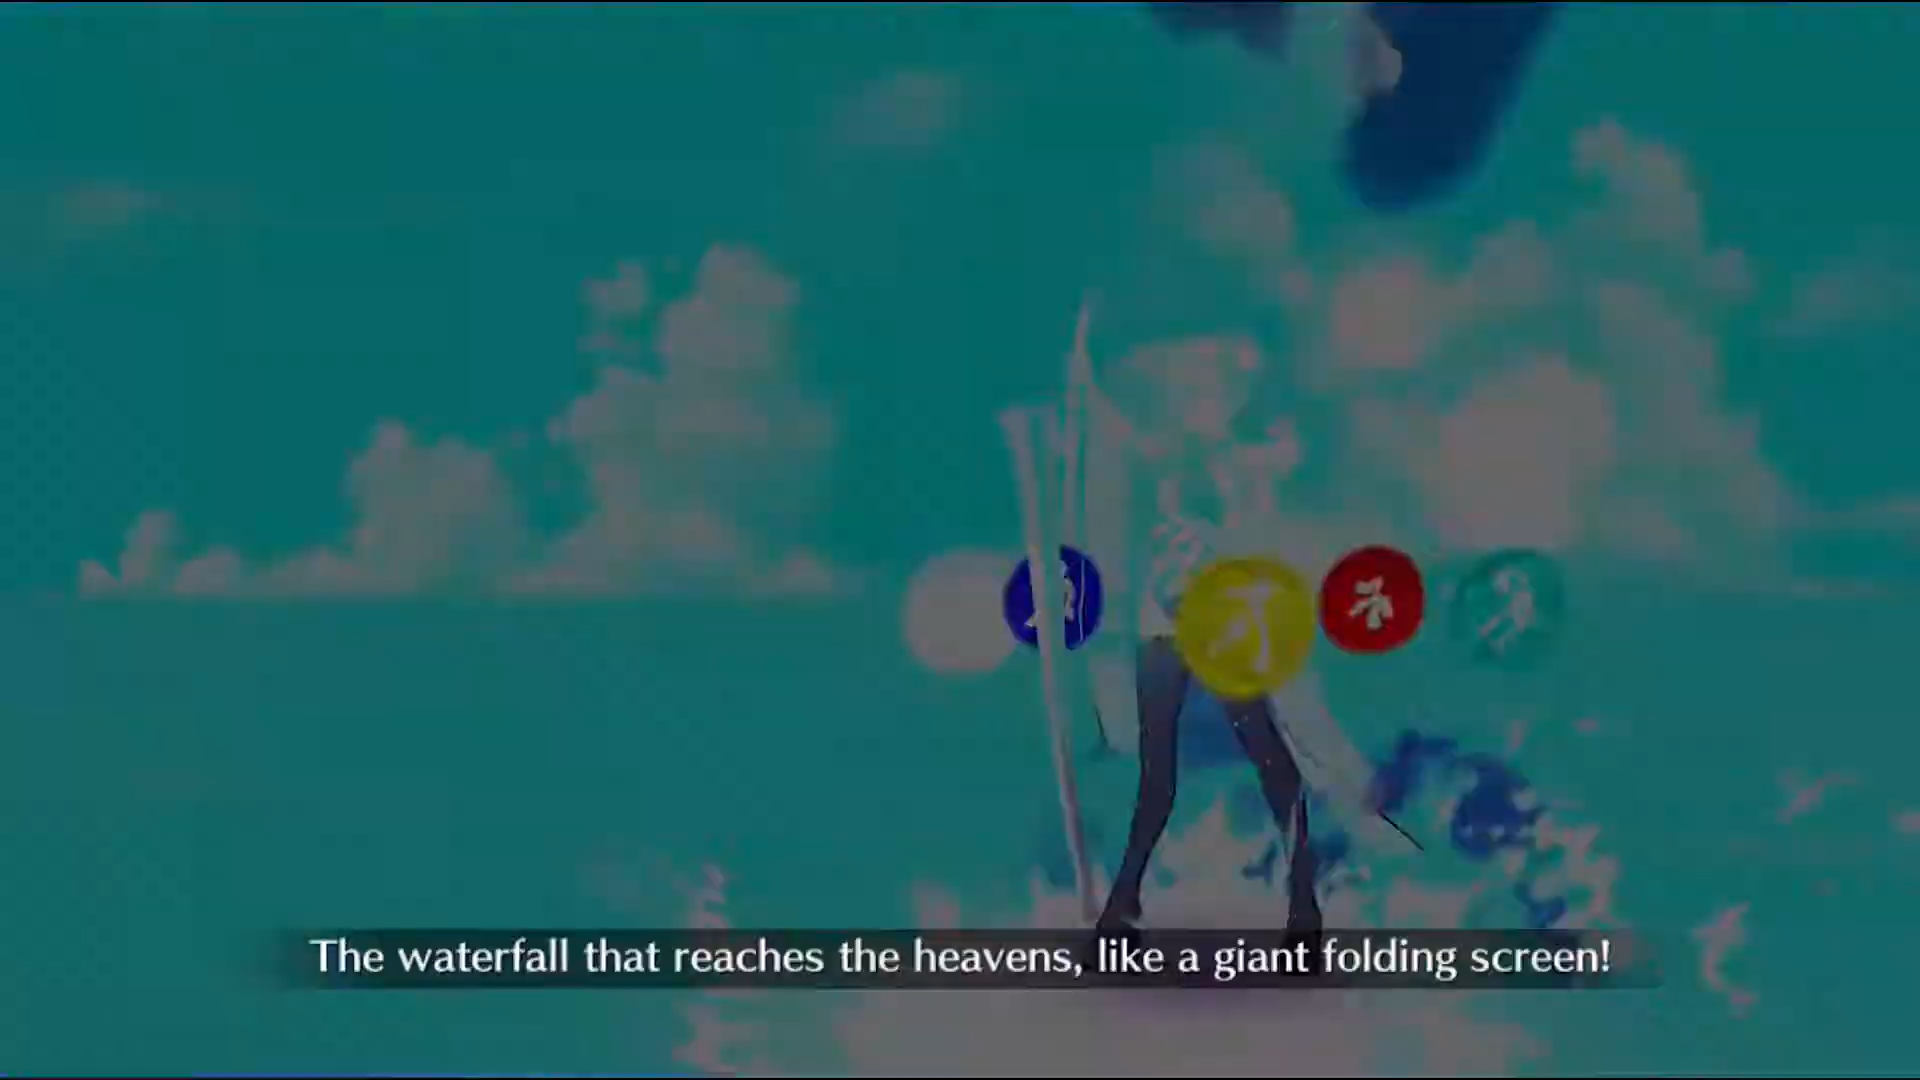 The waterfall that reaches the heavens, like a giant folding screen!